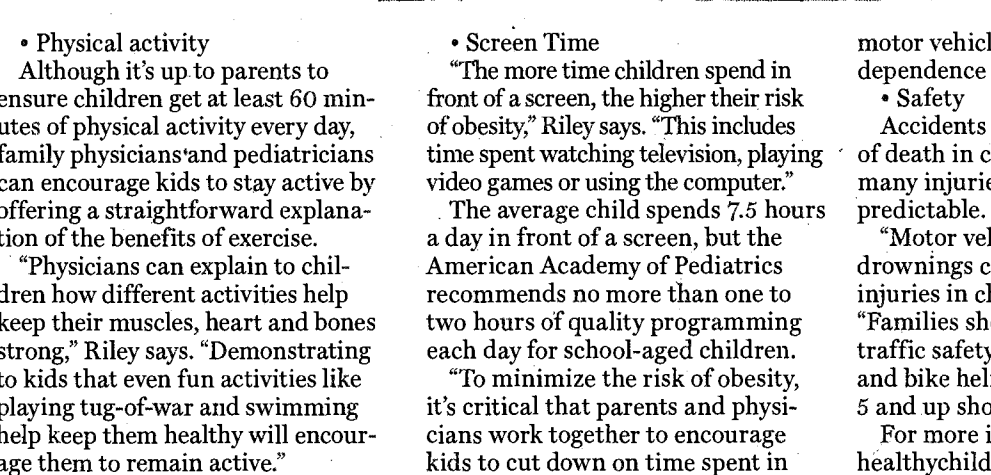 • Physical activity
Although it's up to parents to
ensure children get at least 60 min-
utes of physical activity every day,
family physicians and pediatricians
can encourage kids to stay active by
offering a straightforward explana-
tion of the benefits of exercise.
"Physicians can explain to chil-
dren how different activities help
keep their muscles, heart and bones
strong," Riley says. "Demonstrating
to kids that even fun activities like
playing tug-of-war and swimming
help keep them healthy will encour-
age them to remain active."
• Screen Time
"The more time children spend in
front of a screen, the higher their risk
of obesity," Riley says. "This includes
time spent watching television, playing
video games or using the computer."
The average child spends 7.5 hours
a day in front of a screen, but the
American Academy of Pediatrics
recommends no more than one to
two hours of quality programming
each day for school-aged children.
"To minimize the risk of obesity,
it's critical that parents and physi-
cians work together to encourage
kids to cut down on time spent in
motor
dependence
• Safety
Accidents
of death in
many
predictable.
"Motor
drownings
injuries in
"Families
traffic safety
and bike
5 and up
For more